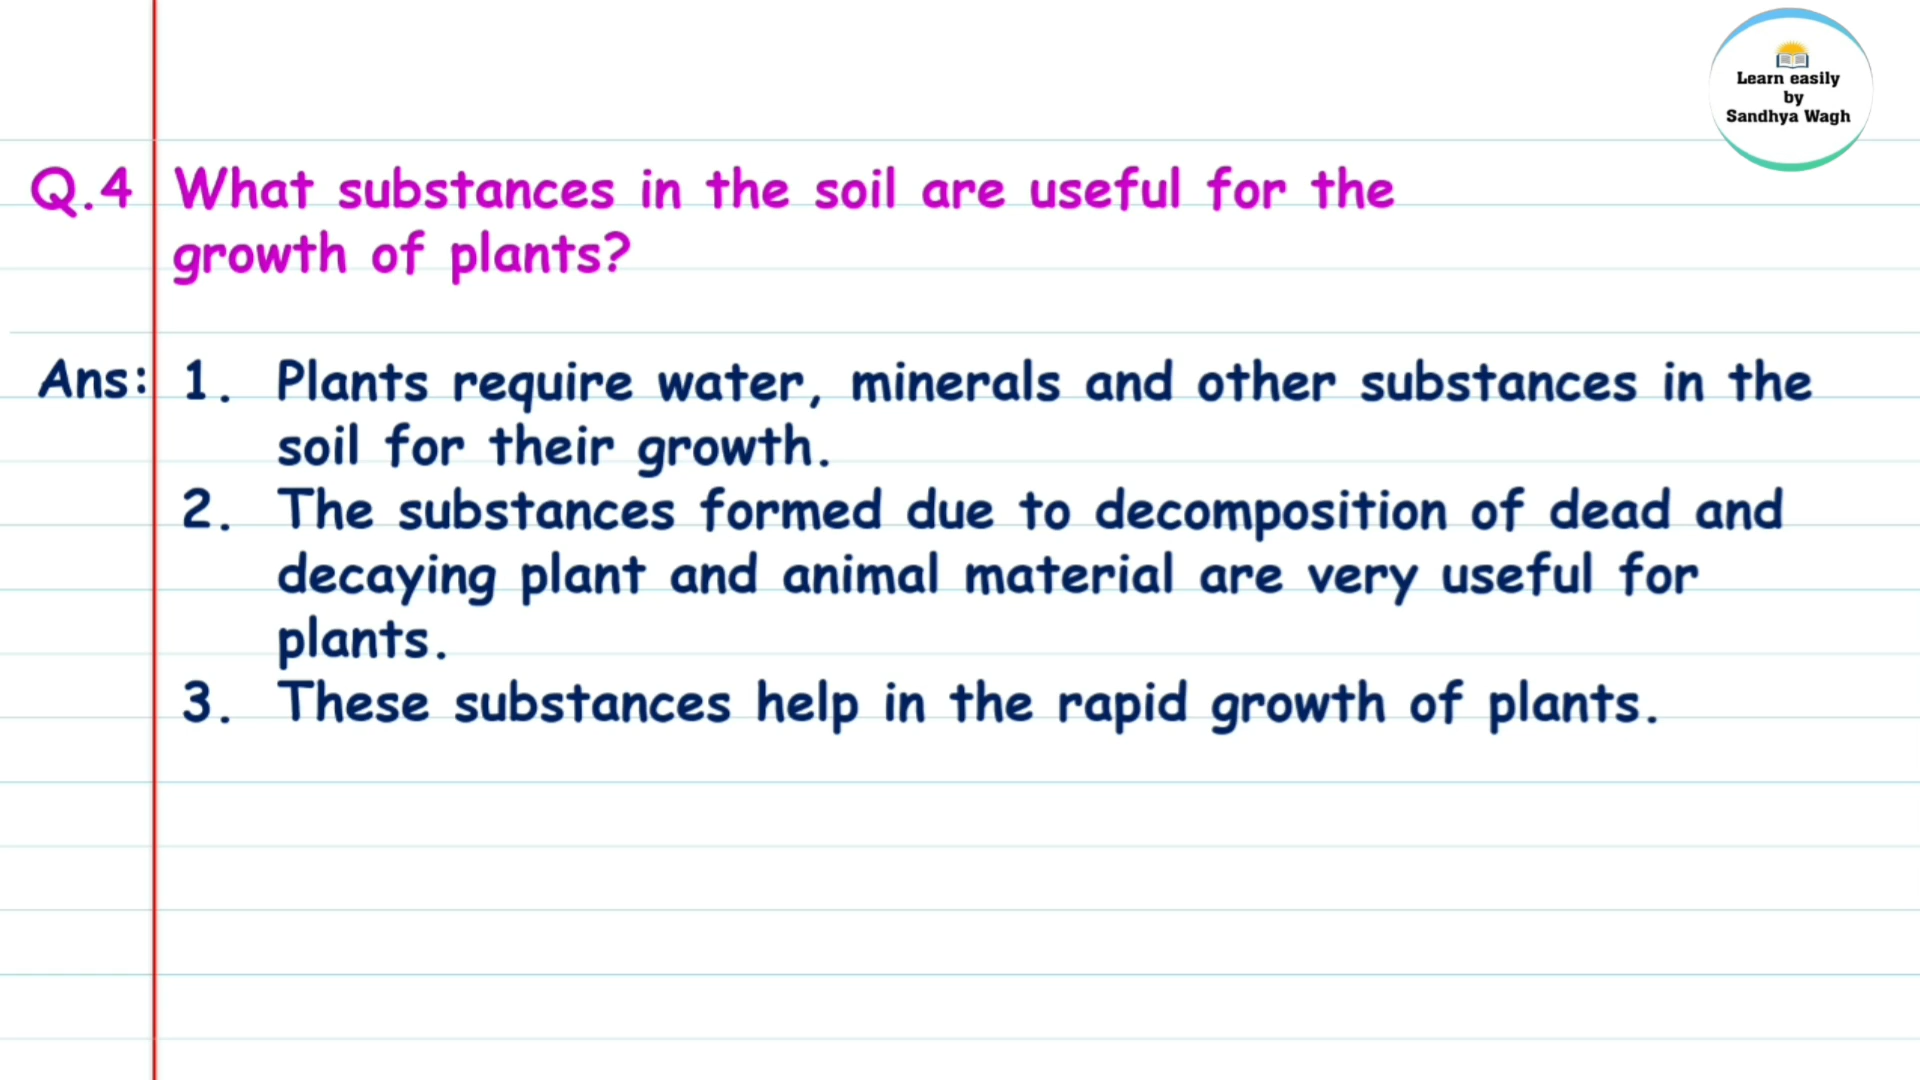 Learn easily
by
Sandhya Wagh
Q.4 What substances in the soil are useful for the
growth of plants?
Ans: 1. Plants require water, minerals and other substances in the
soil for their growth.
2. The substances formed due to decomposition of dead and
decaying plant and animal material are very useful for
plants.
3. These substances help in the rapid growth of plants.